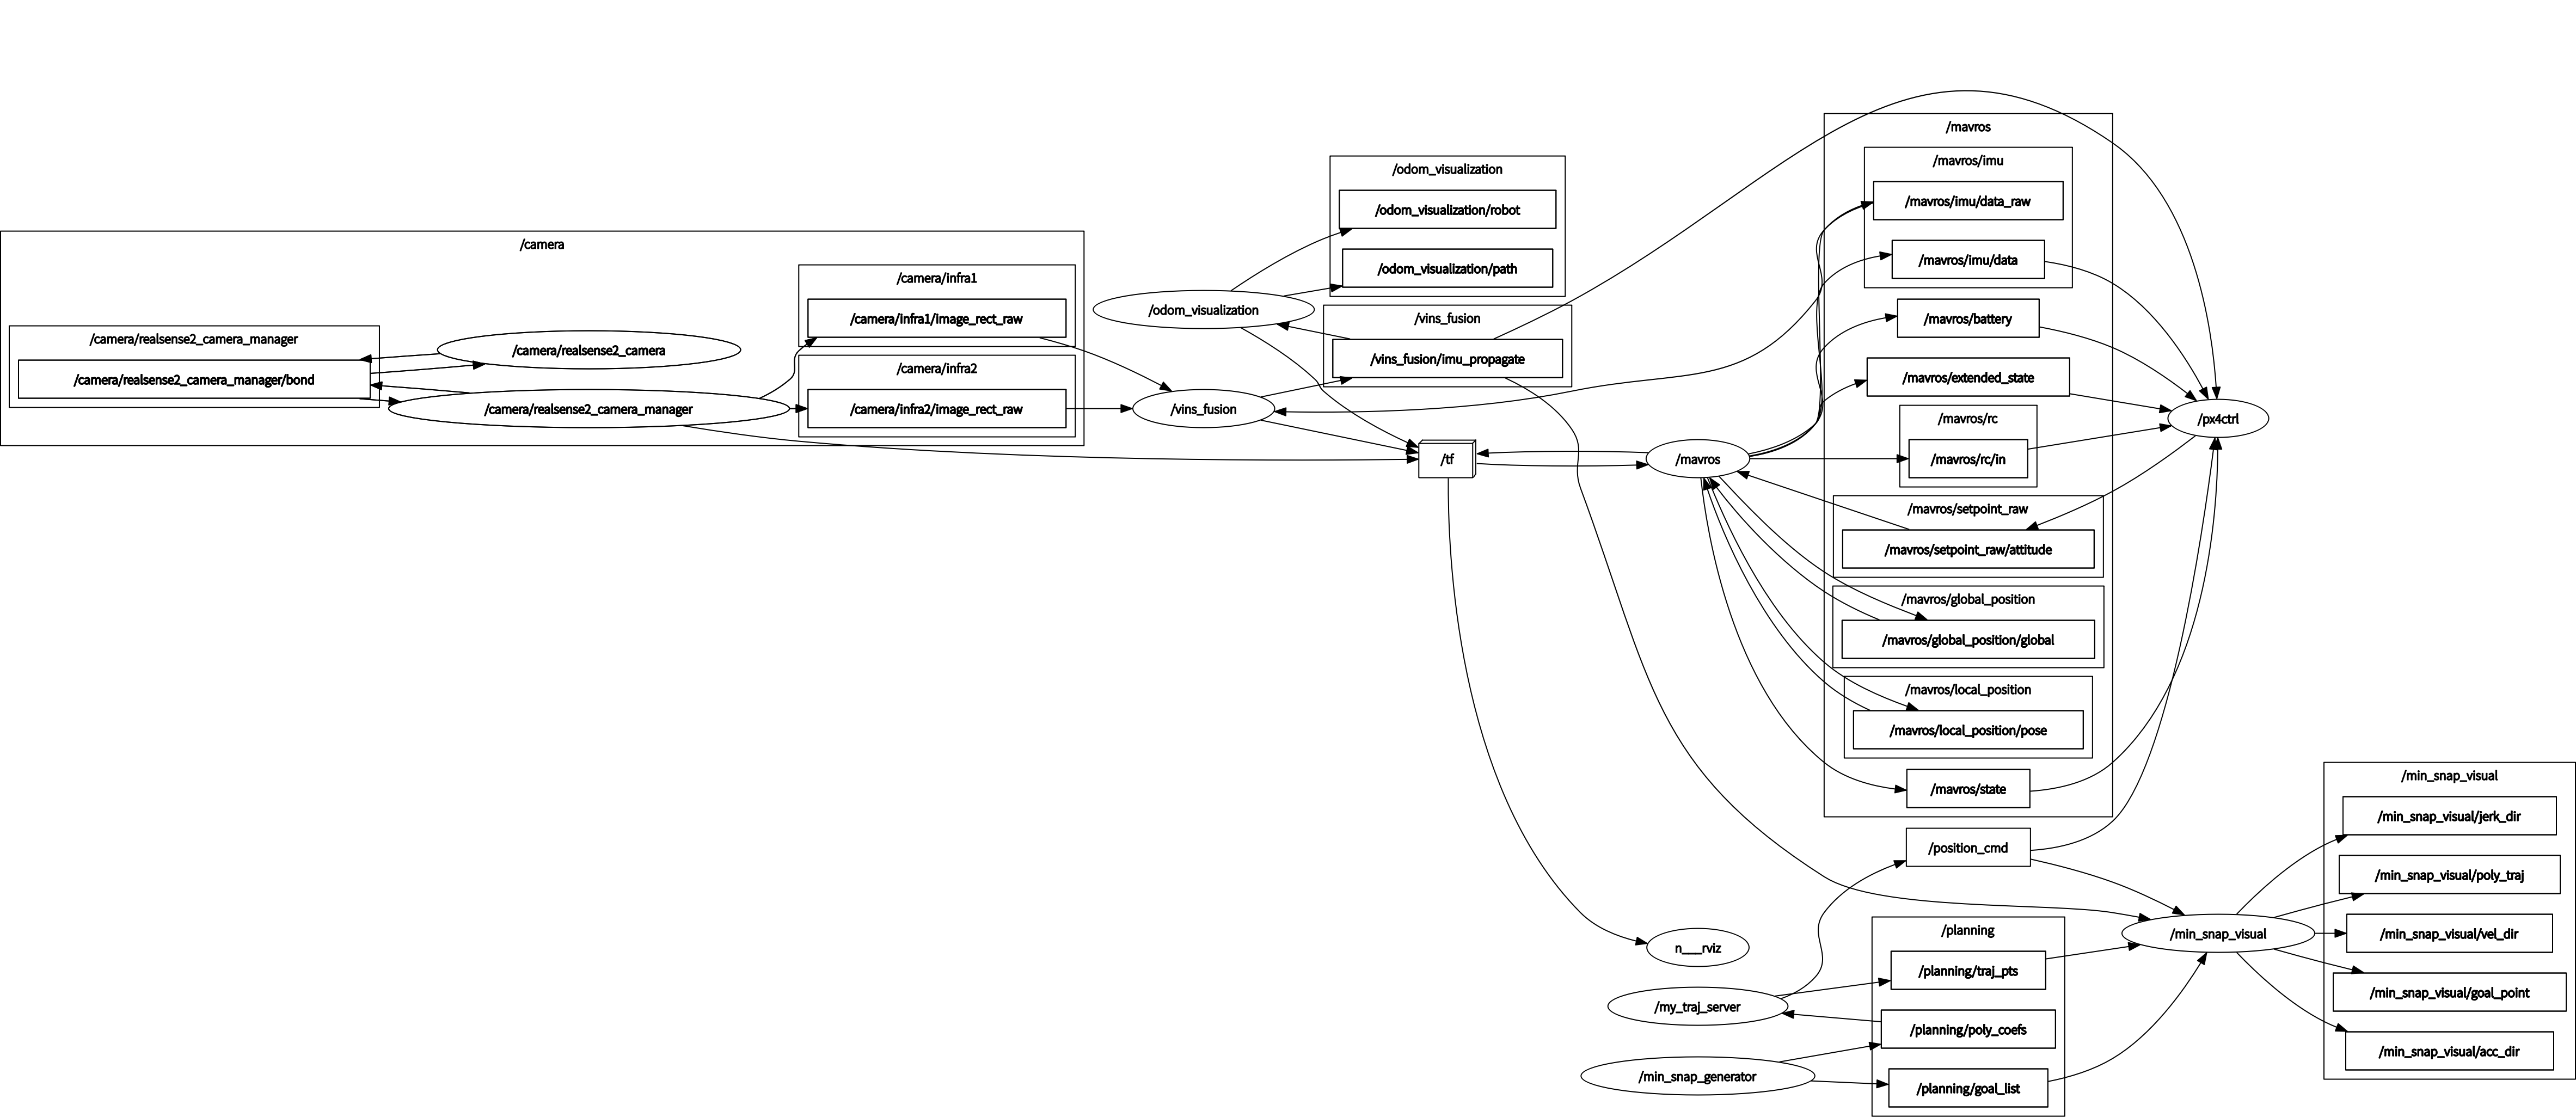 /camera
/camera/realsense2_camera_manager
/camera/realsense2_camera_manager/bond
/camera/realsense2_camera
/camera/realsense2_camera_manager
/camera/infra1
/camera/infra1/image_rect_raw
/camera/infra2
/camera/infra2/image_rect_raw
/odom_visualization
/vins_fusion
/odom_visualization
/odom_visualization/robot
/odom_visualization/path
/vins_fusion
/vins_fusion/imu_propagate
/tf
/mavros
n___rviz
/my_traj_server
/min_snap_generator
/mavros
/mavros/imu
/mavros/imu/data_raw
/mavros/imu/data
/mavros/battery
/mavros/extended_state
/mavros/rc
/mavros/rc/in
/mavros/setpoint_raw
/mavros/setpoint_raw/attitude
/mavros/global_position
/mavros/global_position/global
/mavros/local_position
/mavros/local_position/pose
/mavros/state
/position_cmd
/planning
/planning/traj_pts
/planning/poly_coefs
/planning/goal_list
/px4ctrl
/min_snap_visual
/min_snap_visual
/min_snap_visual/jerk_dir
/min_snap_visual/poly_traj
/min_snap_visual/vel_dir
/min_snap_visual/goal_point
/min_snap_visual/acc_dir